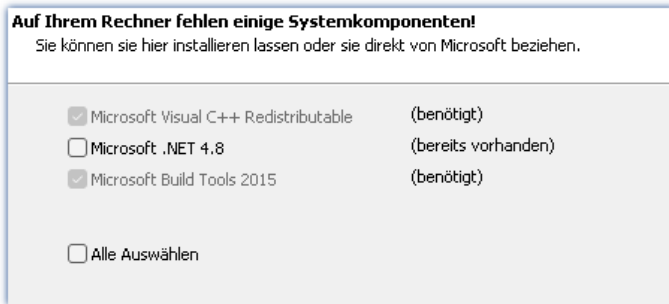 Auf Ihrem Rechner fehlen einige Systemkomponenten!
Sie können sie hier installieren lassen oder sie direkt von Microsoft beziehen.
Microsoft Visual C++ Redistributable (benötigt)
Microsoft .NET 4.8 (bereits vorhanden)
Microsoft Build Tools 2015 (benötigt)
Alle Auswählen